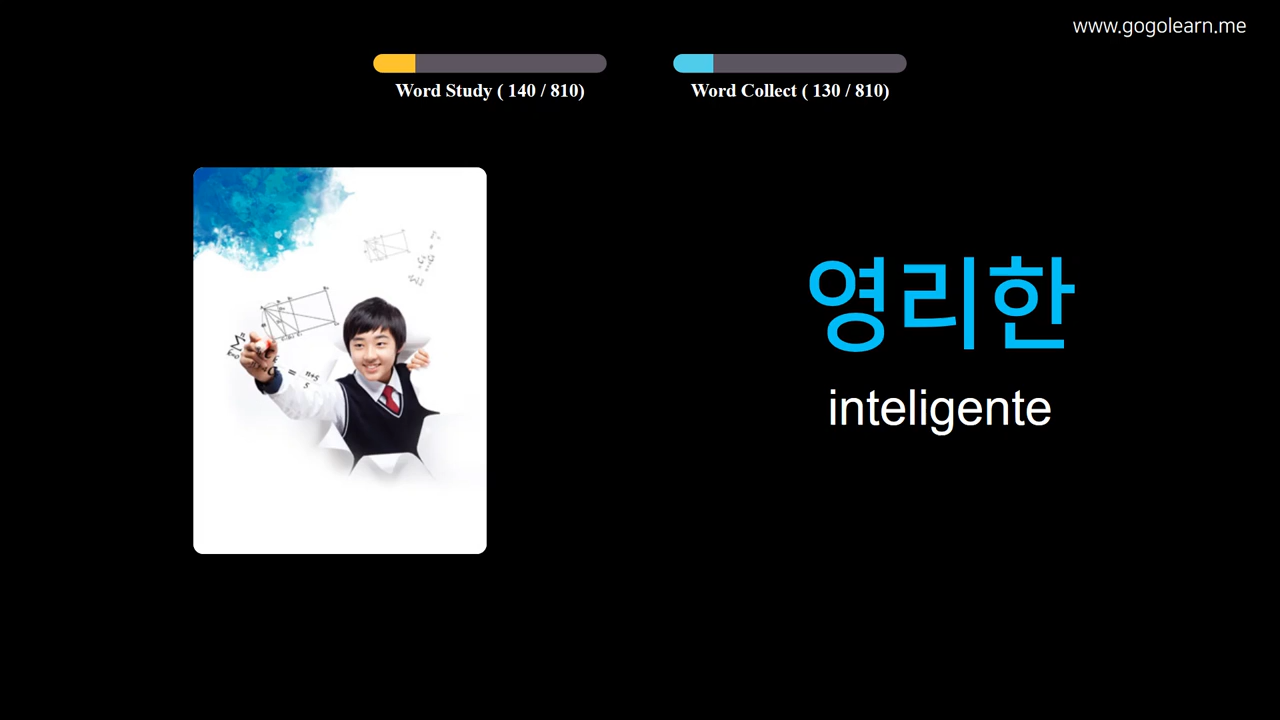 www.gogolearn.me
Word Study ( 140 / 810)
Word Collect ( 130 / 810)
영리한
inteligente